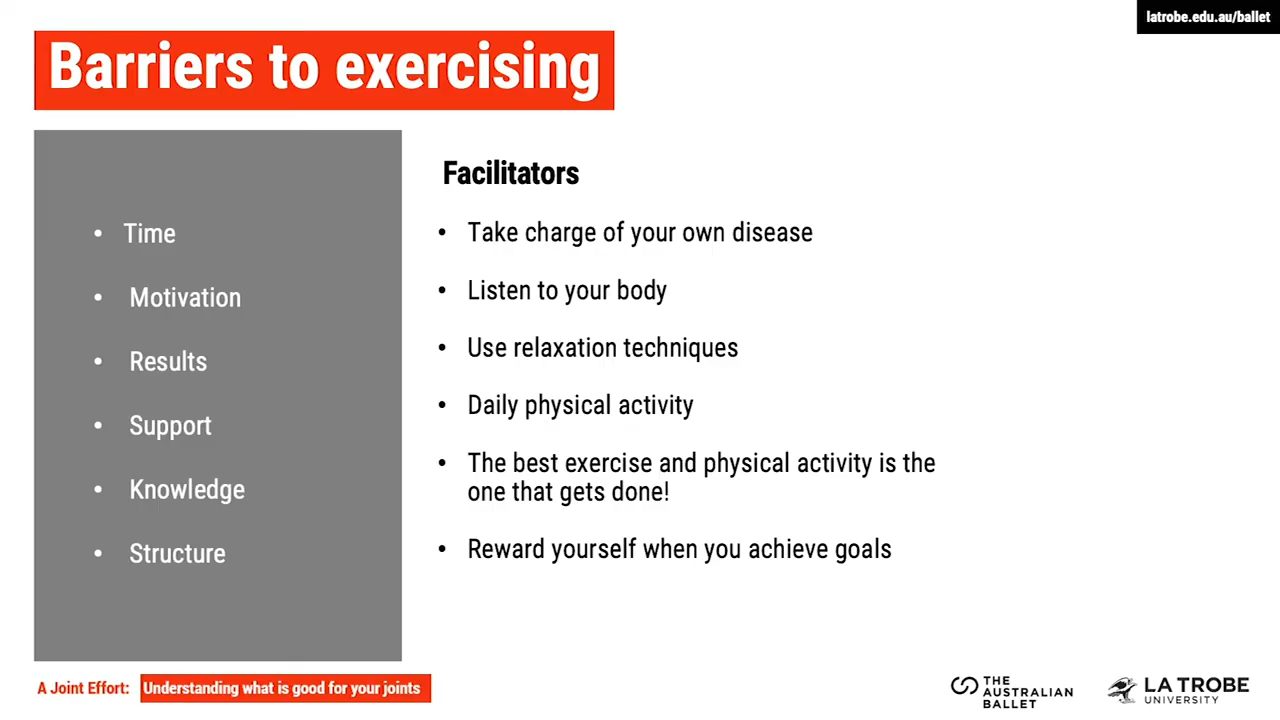 latrobe.edu.au/ballet
Barriers to exercising
• Time
• Motivation
• Results
• Support
• Knowledge
• Structure
Facilitators
• Take charge of your own disease
• Listen to your body
• Use relaxation techniques
• Daily physical activity
• The best exercise and physical activity is the
one that gets done!
• Reward yourself when you achieve goals
A Joint Effort: Understanding what is good for your joints
THE
AUSTRALIAN
BALLET
LA TROBE
UNIVERSITY